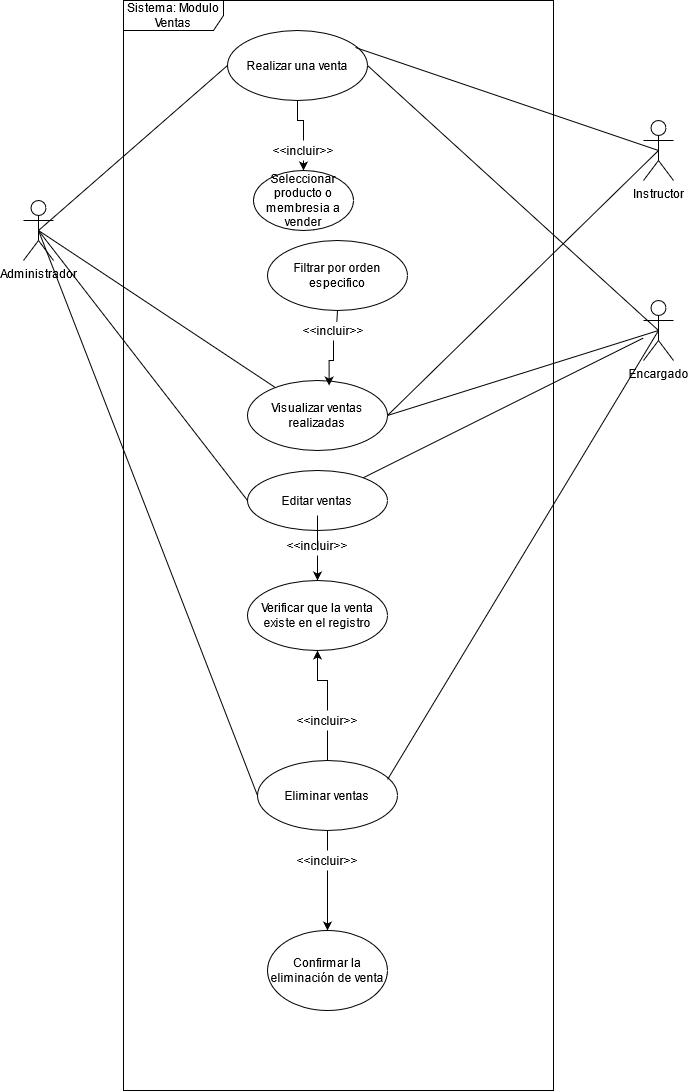 Sistema: Modulo
Ventas
Realizar una venta
<<incluir>>
Seleccionar
producto o
membresia a
vender
Instructor
Administrador
Filtrar por orden
especifico
<<incluir>>
Encargado
Visualizar ventas
realizadas
Editar ventas
<<incluir>>
Verificar que la venta
existe en el registro
<<incluir>>
Eliminar ventas
<<incluir>>
Confirmar la
eliminación de venta